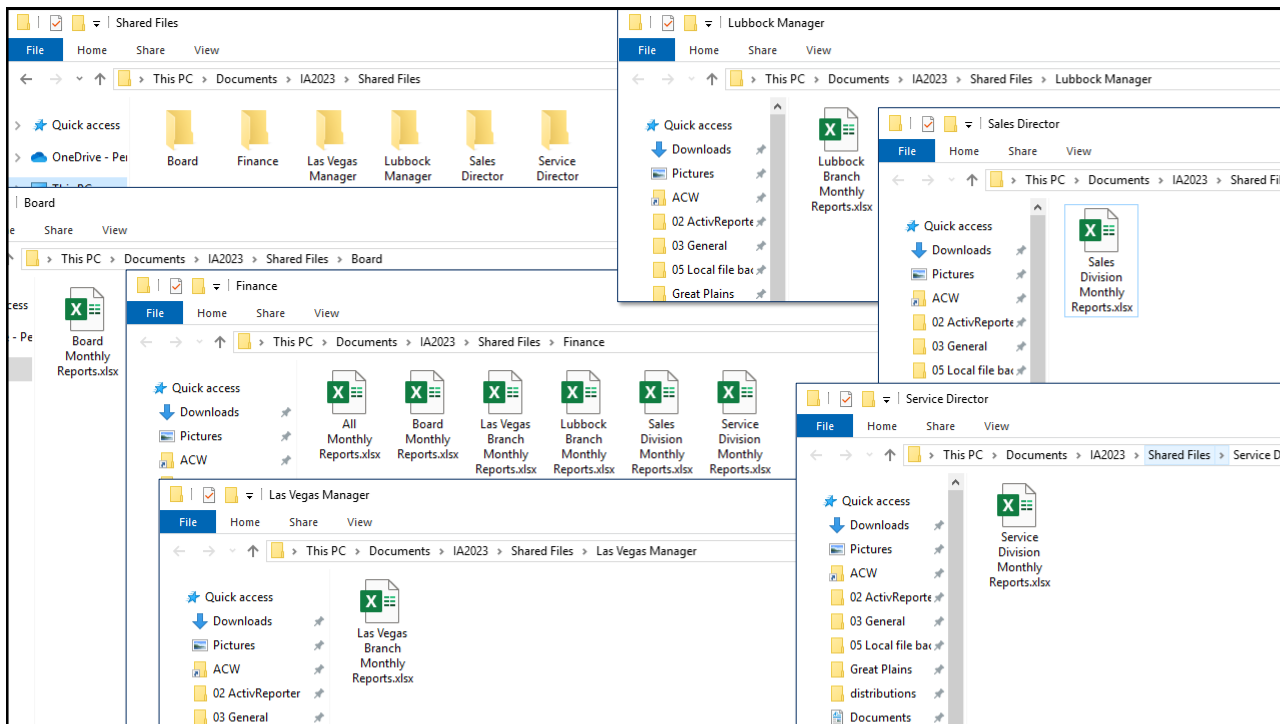 Shared Files
File Home Share View
This PC > Documents > IA2023 > Shared Files
Quick access
OneDrive - Per
This PC
Board
Finance
Las Vegas
Manager
Lubbock
Manager
Sales
Director
Service
Director
Lubbock Manager
File Home Share View
This PC > Documents > IA2023 > Shared Files > Lubbock Manager
Quick access
Downloads
Pictures
ACW
02 ActivReporte
03 General
05 Local file bac
Great Plains
Lubbock
Branch
Monthly
Reports.xlsx
Sales Director
File Home Share View
This PC > Documents > IA2023 > Shared Fil
Quick access
Downloads
Pictures
ACW
02 ActivReporte
03 General
05 Local file bac
Sales
Division
Monthly
Reports.xlsx
Board
e Share View
This PC > Documents > IA2023 > Shared Files > Board
cess
- Pe
Board
Monthly
Reports.xlsx
Finance
File Home Share View
This PC > Documents > IA2023 > Shared Files > Finance
Quick access
Downloads
Pictures
ACW
All
Monthly
Reports.xlsx
Board
Monthly
Reports.xlsx
Las Vegas
Branch
Monthly
Reports.xlsx
Lubbock
Branch
Monthly
Reports.xlsx
Sales
Division
Monthly
Reports.xlsx
Service
Division
Monthly
Reports.xlsx
Las Vegas Manager
File Home Share View
This PC > Documents > IA2023 > Shared Files > Las Vegas Manager
Quick access
Downloads
Pictures
ACW
02 ActivReporter
03 General
Las Vegas
Branch
Monthly
Reports.xlsx
Service Director
File Home Share View
This PC > Documents > IA2023 > Shared Files > Service D
Quick access
Downloads
Pictures
ACW
02 ActivReporte
03 General
05 Local file bac
Great Plains
distributions
Documents
Service
Division
Monthly
Reports.xlsx